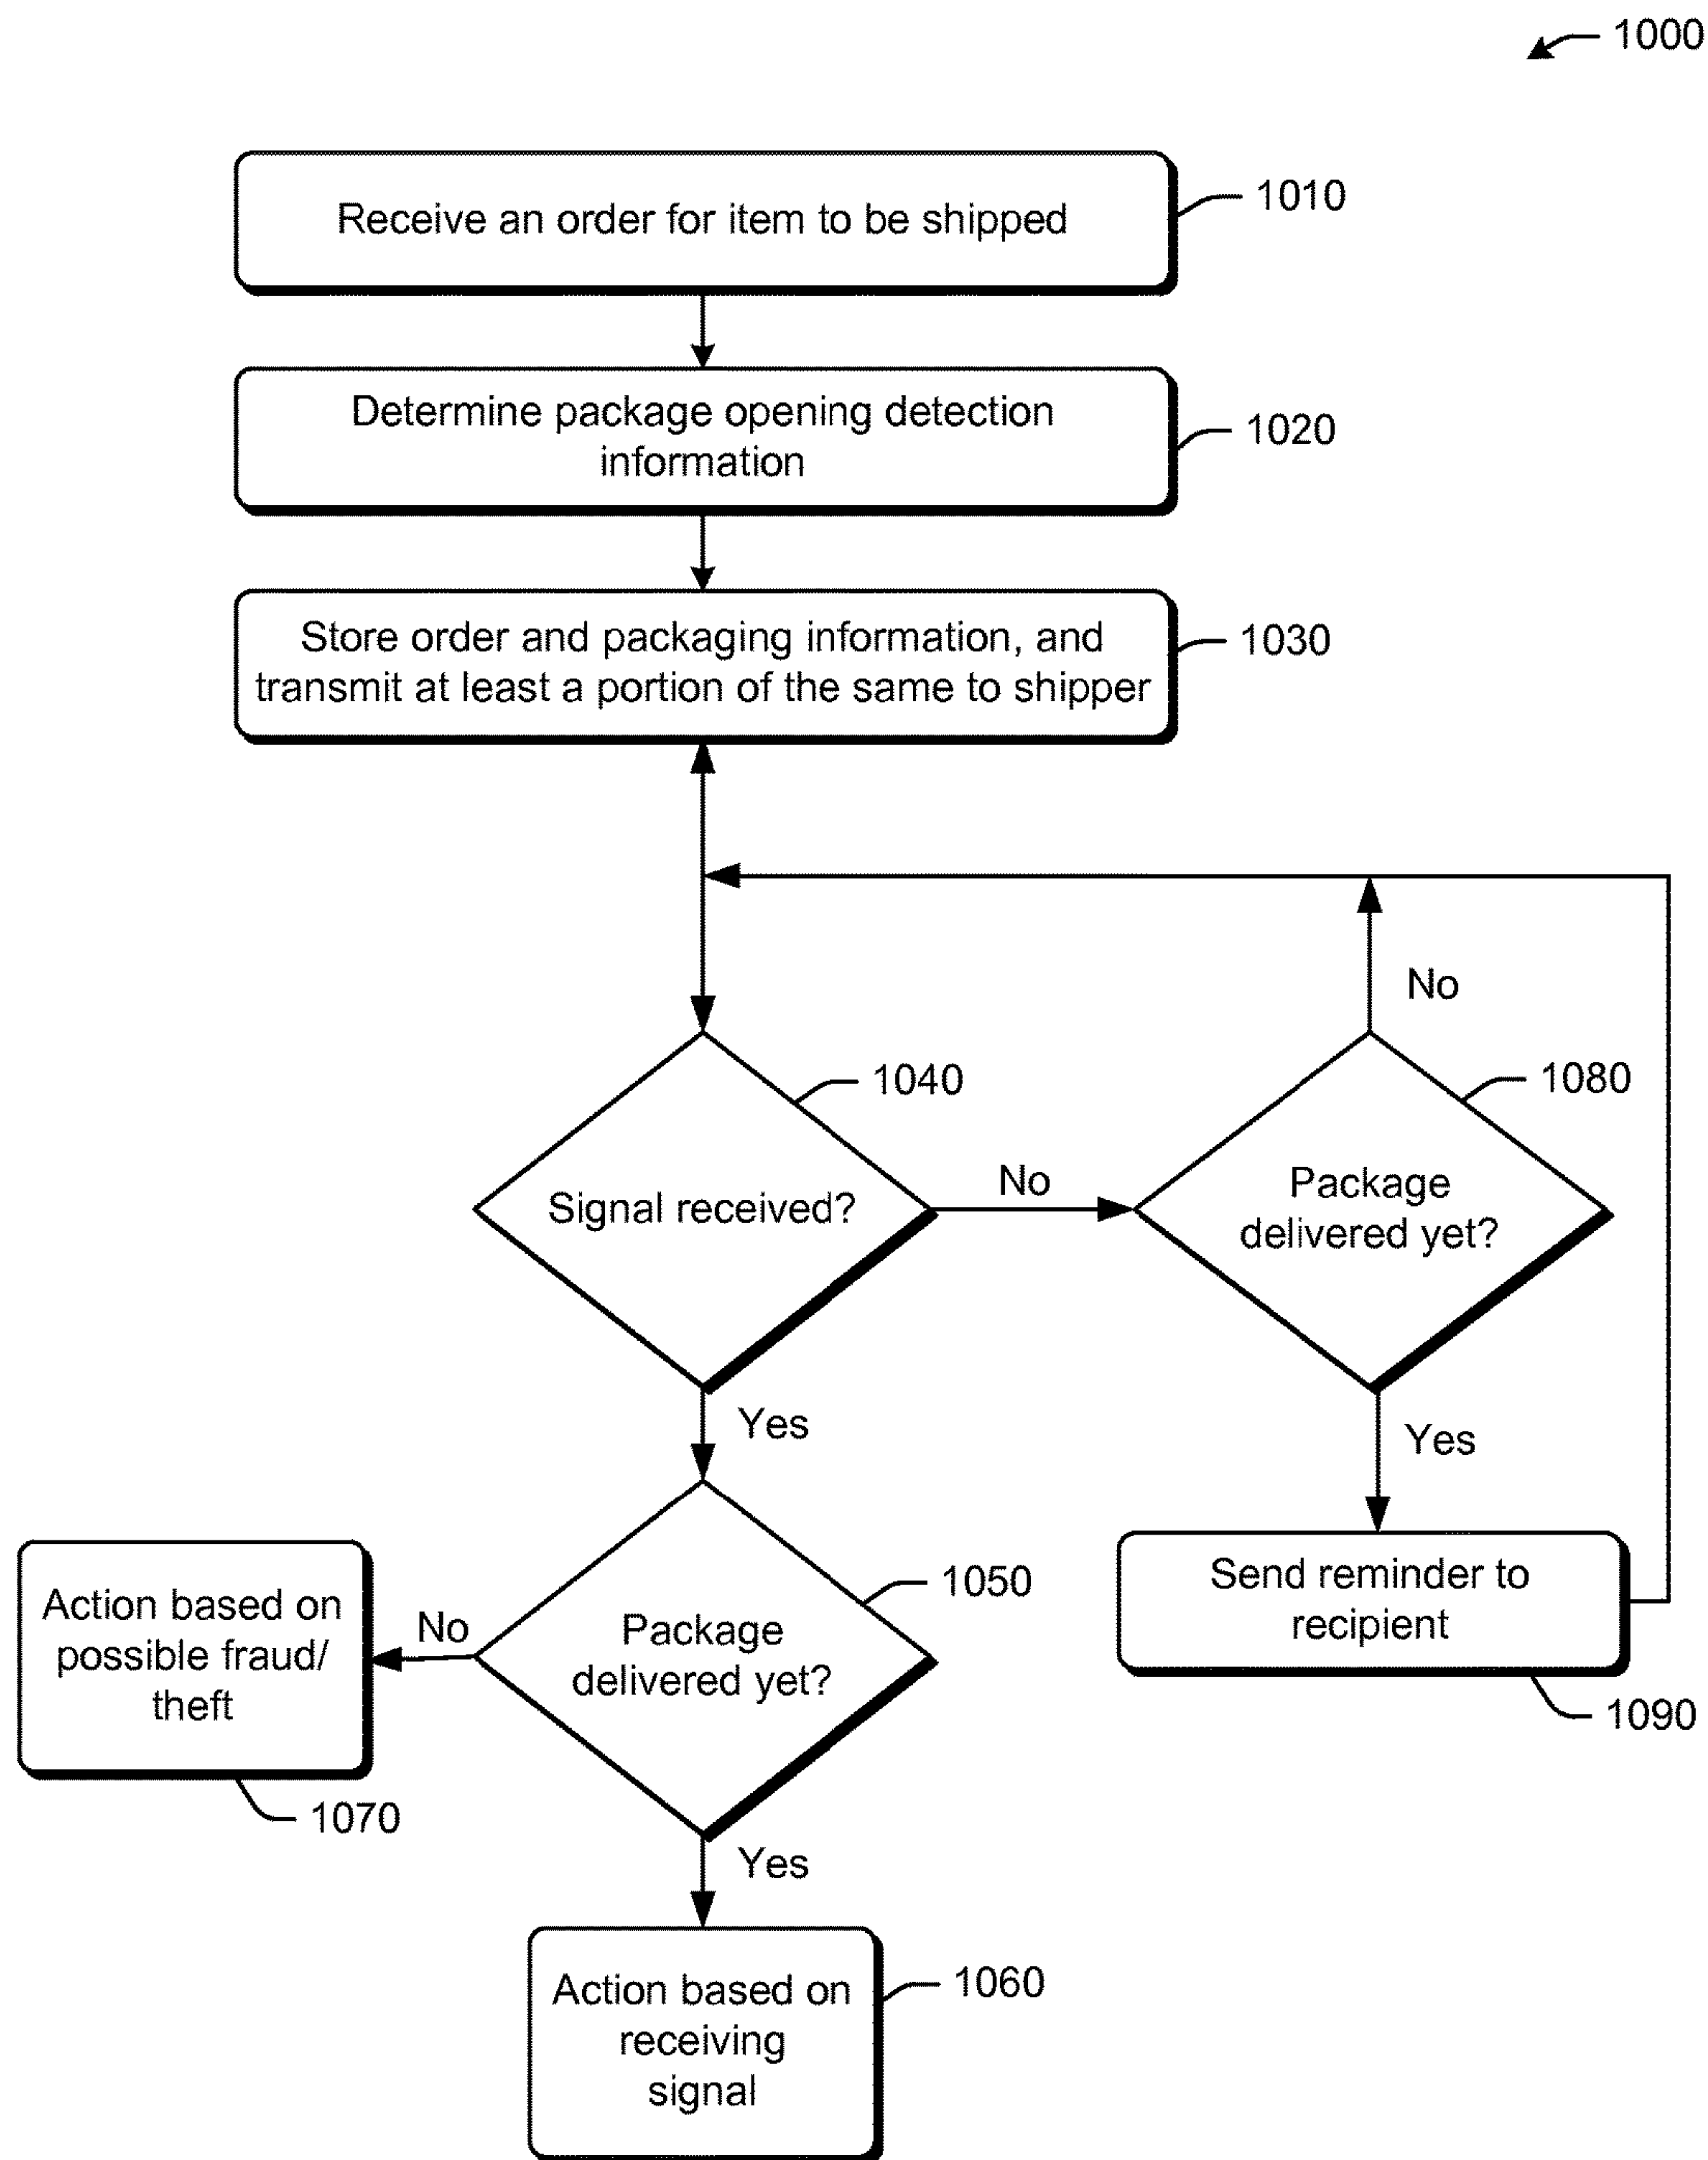 1000
Receive an order for item to be shipped
1010
Determine package opening detection
information
1020
Store order and packaging information, and
transmit at least a portion of the same to shipper
1030
No
1040
1080
Signal received?
No
Package
delivered yet?
Yes
Yes
Send reminder to
recipient
1090
1050
Package
delivered yet?
No
Action based on
possible fraud/
theft
1070
Yes
Action based on
receiving
signal
1060